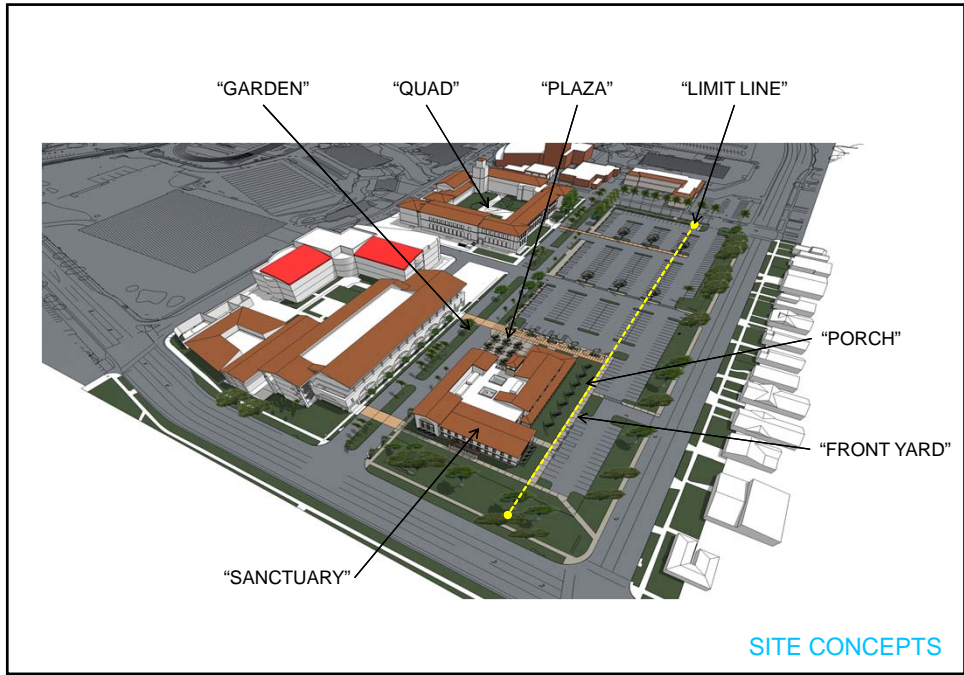 “GARDEN”
“QUAD”
“PLAZA”
“LIMIT LINE”
“PORCH”
“FRONT YARD”
“SANCTUARY”
SITE CONCEPTS